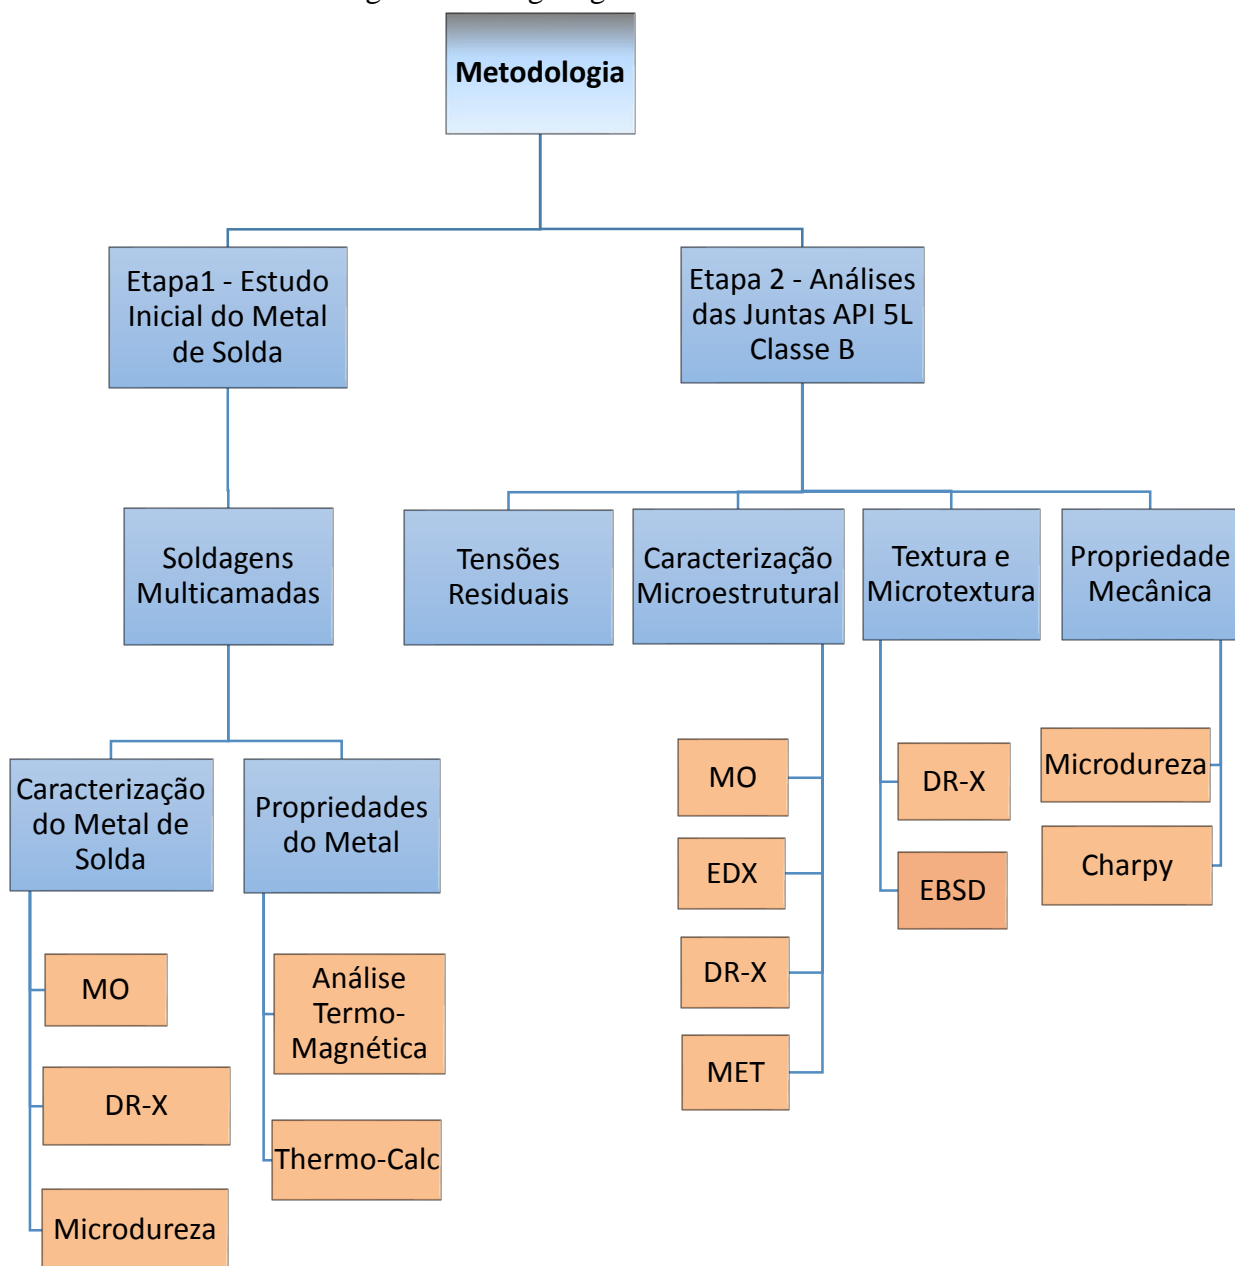 Metodologia
Etapa1 - Estudo
Inicial do Metal
de Solda
Etapa 2 - Análises
das Juntas API 5L
Classe B
Soldagens
Multicamadas
Tensões
Residuais
Caracterização
Microestrutural
Textura e
Microtextura
Propriedade
Mecânica
Caracterização
do Metal de
Solda
Propriedades
do Metal
MO
DR-X
Microdureza
Análise
Termo-
Magnética
Thermo-Calc
MO
EDX
DR-X
MET
DR-X
EBSD
Microdureza
Charpy